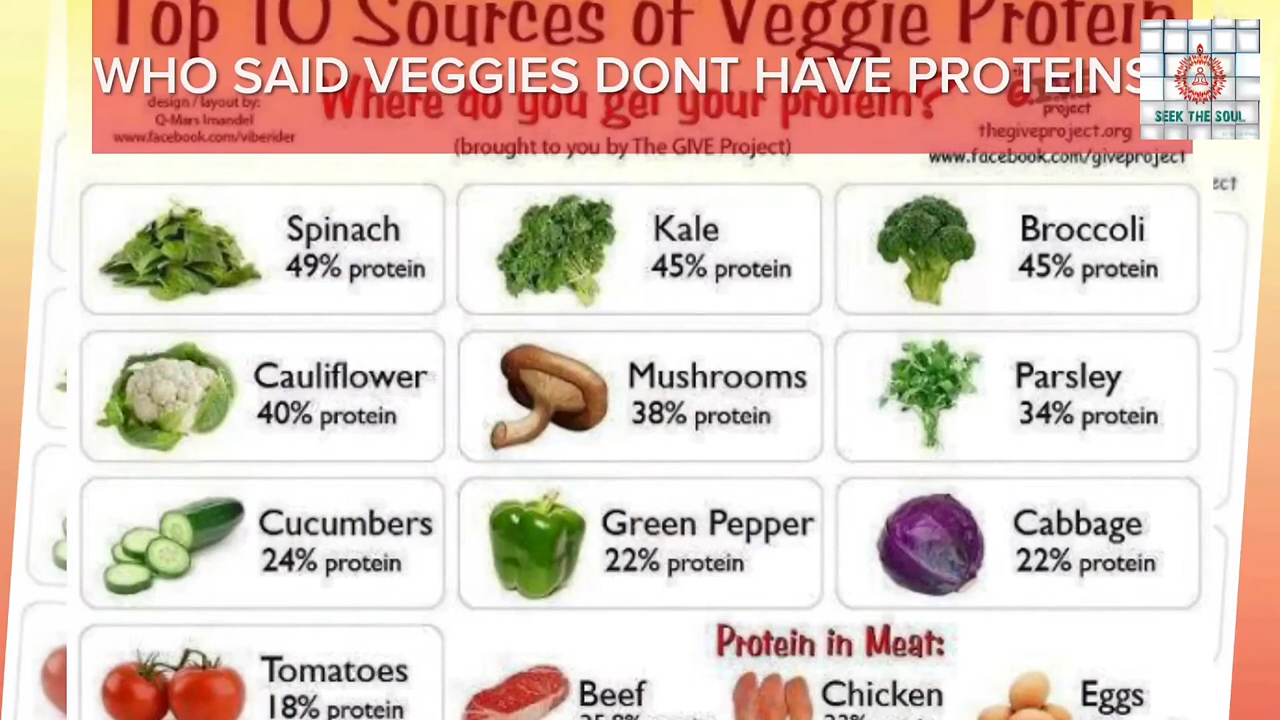 Top 10 Sources of Veggie Protein
WHO SAID VEGGIES DONT HAVE PROTEINS
Where do you get your protein?
design / layout by:
Q-Mars Imandel
www.facebook.com/viberider
(brought to you by The GIVE Project)
project
thegiveproject.org
www.facebook.com/giveproject
SEEK THE SOUL
ect
Spinach
49% protein
Kale
45% protein
Broccoli
45% protein
Cauliflower
40% protein
Mushrooms
38% protein
Parsley
34% protein
Cucumbers
24% protein
Green Pepper
22% protein
Cabbage
22% protein
Tomatoes
18% protein
Protein in Meat:
Beef
Chicken
Eggs